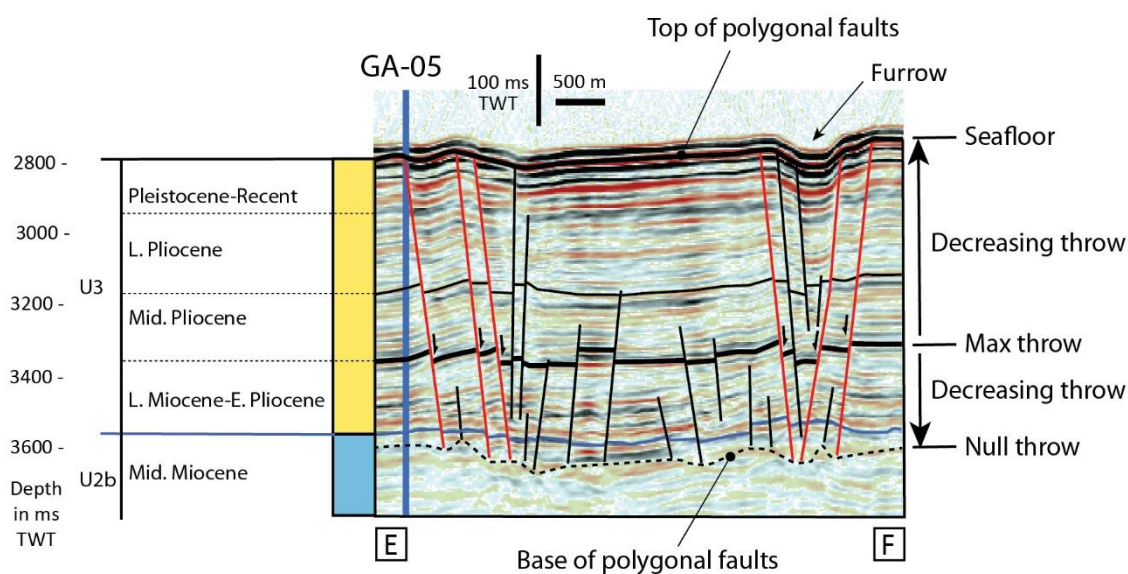 Top of polygonal faults
GA-05
100 ms
TWT
500 m
Furrow
Seafloor
2800 -
Pleistocene-Recent
3000 -
L. Pliocene
Decreasing throw
3200 -
U3
Mid. Pliocene
Max throw
3400 -
L. Miocene-E. Pliocene
Decreasing throw
3600 -
Null throw
U2b
Mid. Miocene
Depth
in ms
TWT
E
F
Base of polygonal faults